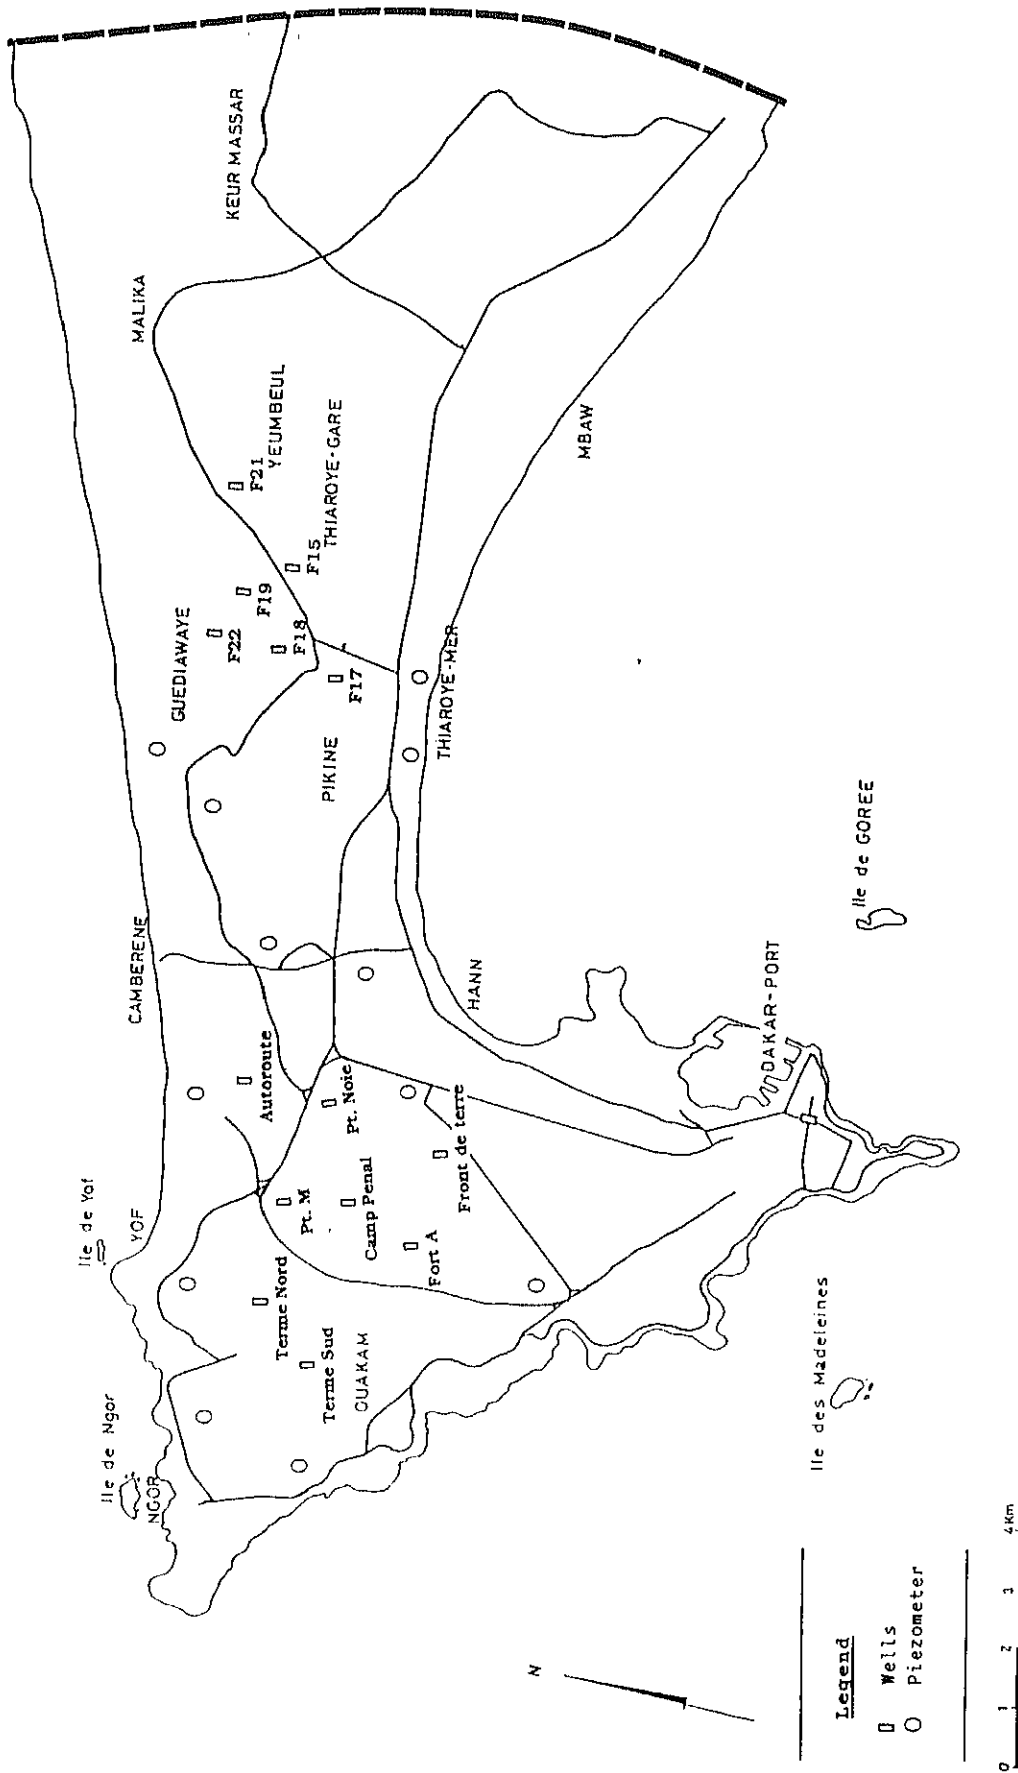 Ile de Ngor
NGOR
Ile de Yof
YOF
CAMBERENE
GUEDIAWAYE
MALIKA
KEUR MASSAR
YEUMBEUL
THIAROYE-GARE
F21
F15
F19
F22
F18
F17
PIKINE
THIAROYE-MER
MBAW
Autoroute
Pt. Noie
Pt. M
Camp Penal
Front de terre
Fort A
Terme Nord
Terme Sud
OUAKAM
HANN
DAKAR-PORT
Ile de GOREE
Ile des Madeleines
N
Legend
Wells
Piezometer
0 1 2 3 4Km